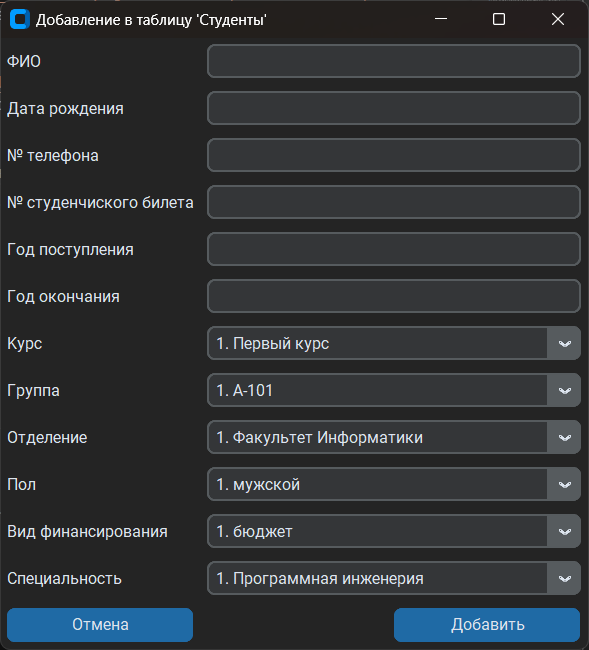 Добавление в таблицу 'Студенты'
ФИО
Дата рождения
№ телефона
№ студенчиского билета
Год поступления
Год окончания
Курс 1. Первый курс
Группа 1. А-101
Отделение 1. Факультет Информатики
Пол 1. мужской
Вид финансирования 1. бюджет
Специальность 1. Программная инженерия
Отмена Добавить